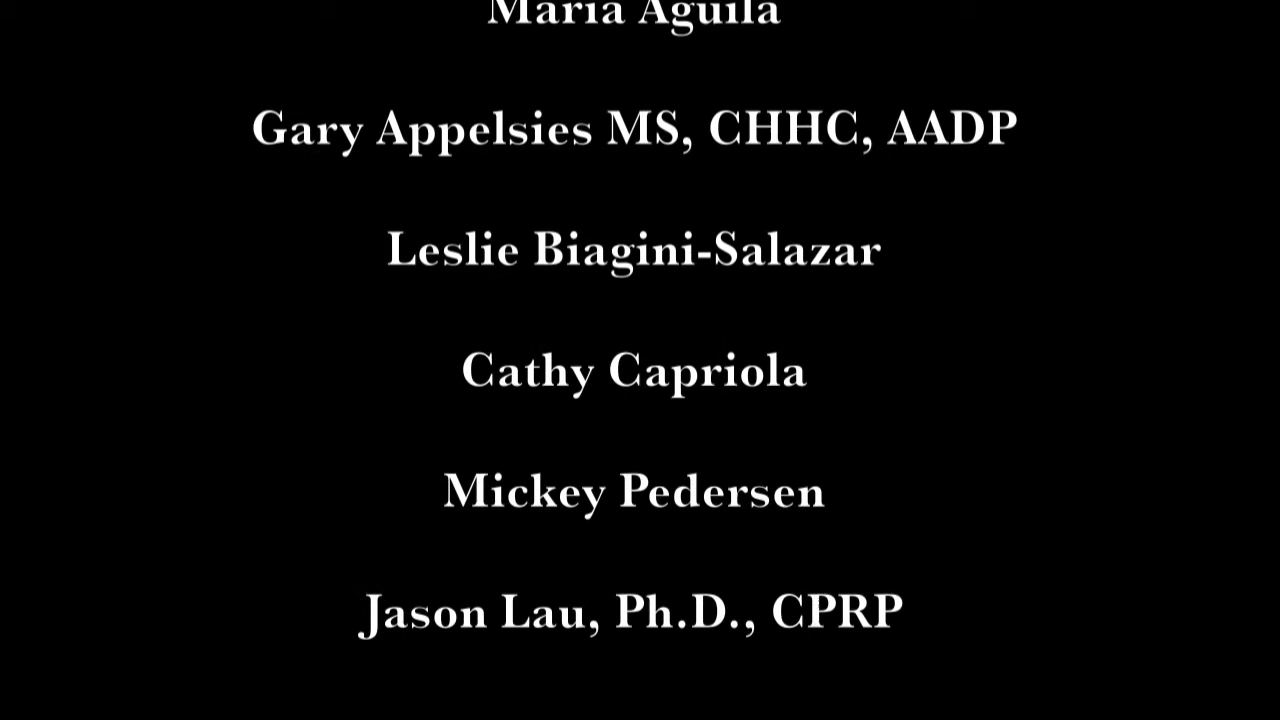 Maria Aguila
Gary Appelsies MS, CHHC, AADP
Leslie Biagini-Salazar
Cathy Capriola
Mickey Pedersen
Jason Lau, Ph.D., CPRP